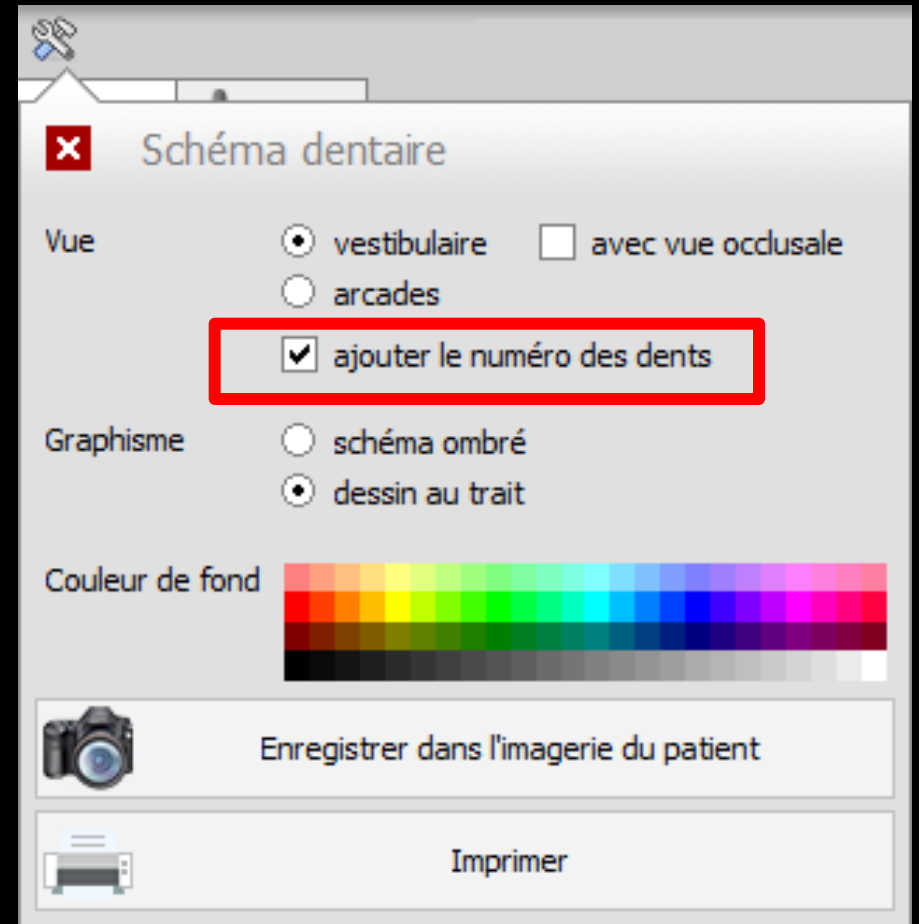 Schéma dentaire
Vue
vestibulaire
avec vue occlusale
arcades
ajouter le numéro des dents
Graphisme
schéma ombré
dessin au trait
Couleur de fond
Enregistrer dans l'imagerie du patient
Imprimer